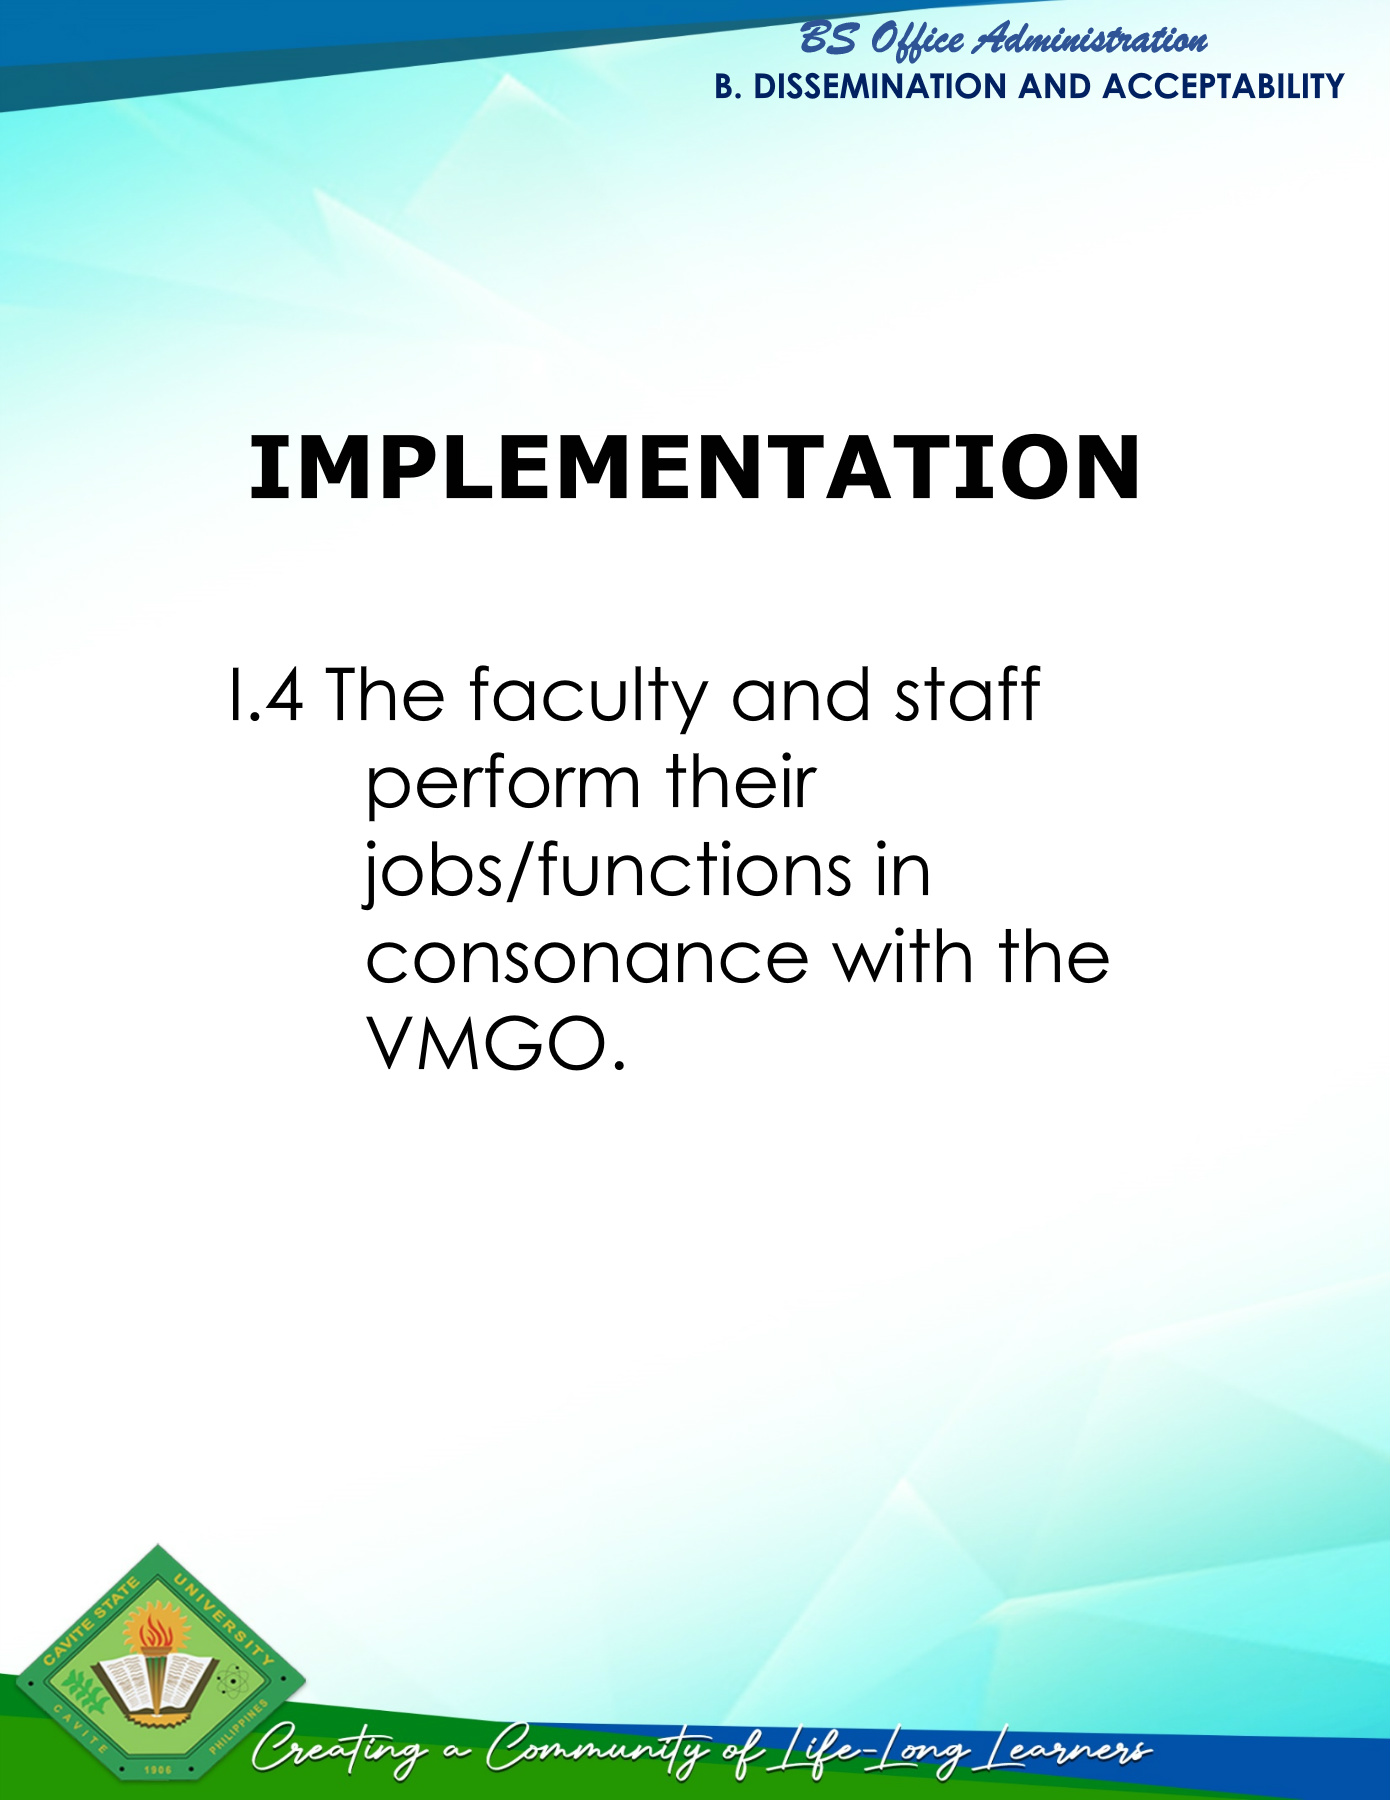 BS Office Administration
B. DISSEMINATION AND ACCEPTABILITY
IMPLEMENTATION
I.4 The faculty and staff
perform their
jobs/functions in
consonance with the
VMGO.
CAVITE STATE UNIVERSITY
CAVITE PHILIPPINES
1906
Creating a Community of Life-Long Learners